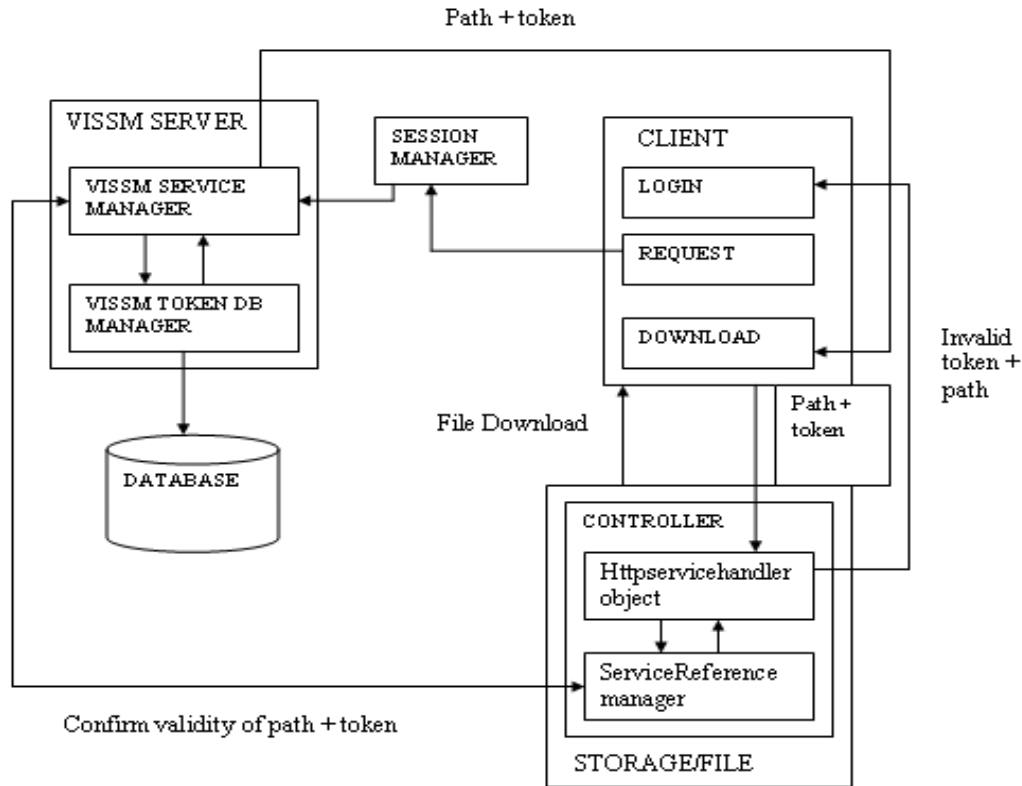 Path + token
VISSM SERVER
VISSM SERVICE
MANAGER
VISSM TOKEN DB
MANAGER
DATABASE
SESSION
MANAGER
CLIENT
LOGIN
REQUEST
DOWNLOAD
Invalid
token +
path
File Download
Path +
token
CONTROLLER
Httpservicehandler
object
ServiceReference
manager
STORAGE/FILE
Confirm validity of path + token